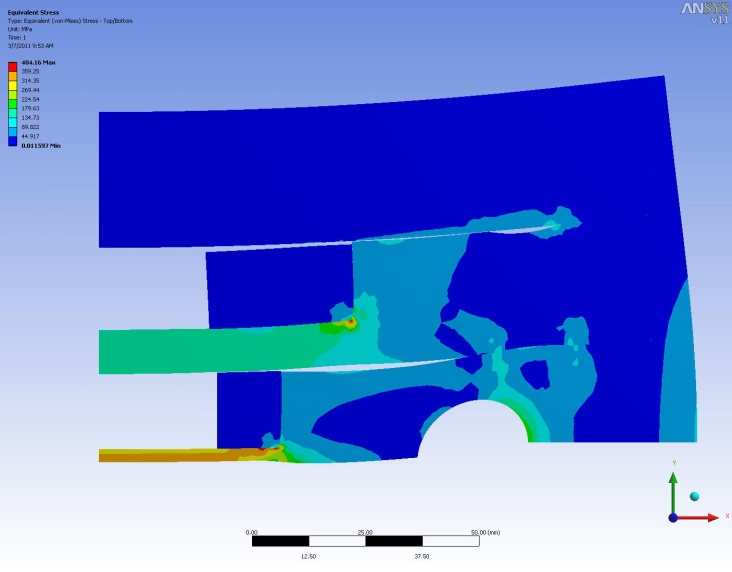 Equivalent Stress
Type: Equivalent (von-Mises) Stress - Top/Bottom
Unit: MPa
Time: 1
3/7/2011 9:53 AM
404.16 Max
359.25
314.35
269.44
224.54
179.63
134.73
89.822
44.917
0.011597 Min
ANSYS
v11
0.00 25.00 50.00 (mm)
12.50 37.50
Y
X